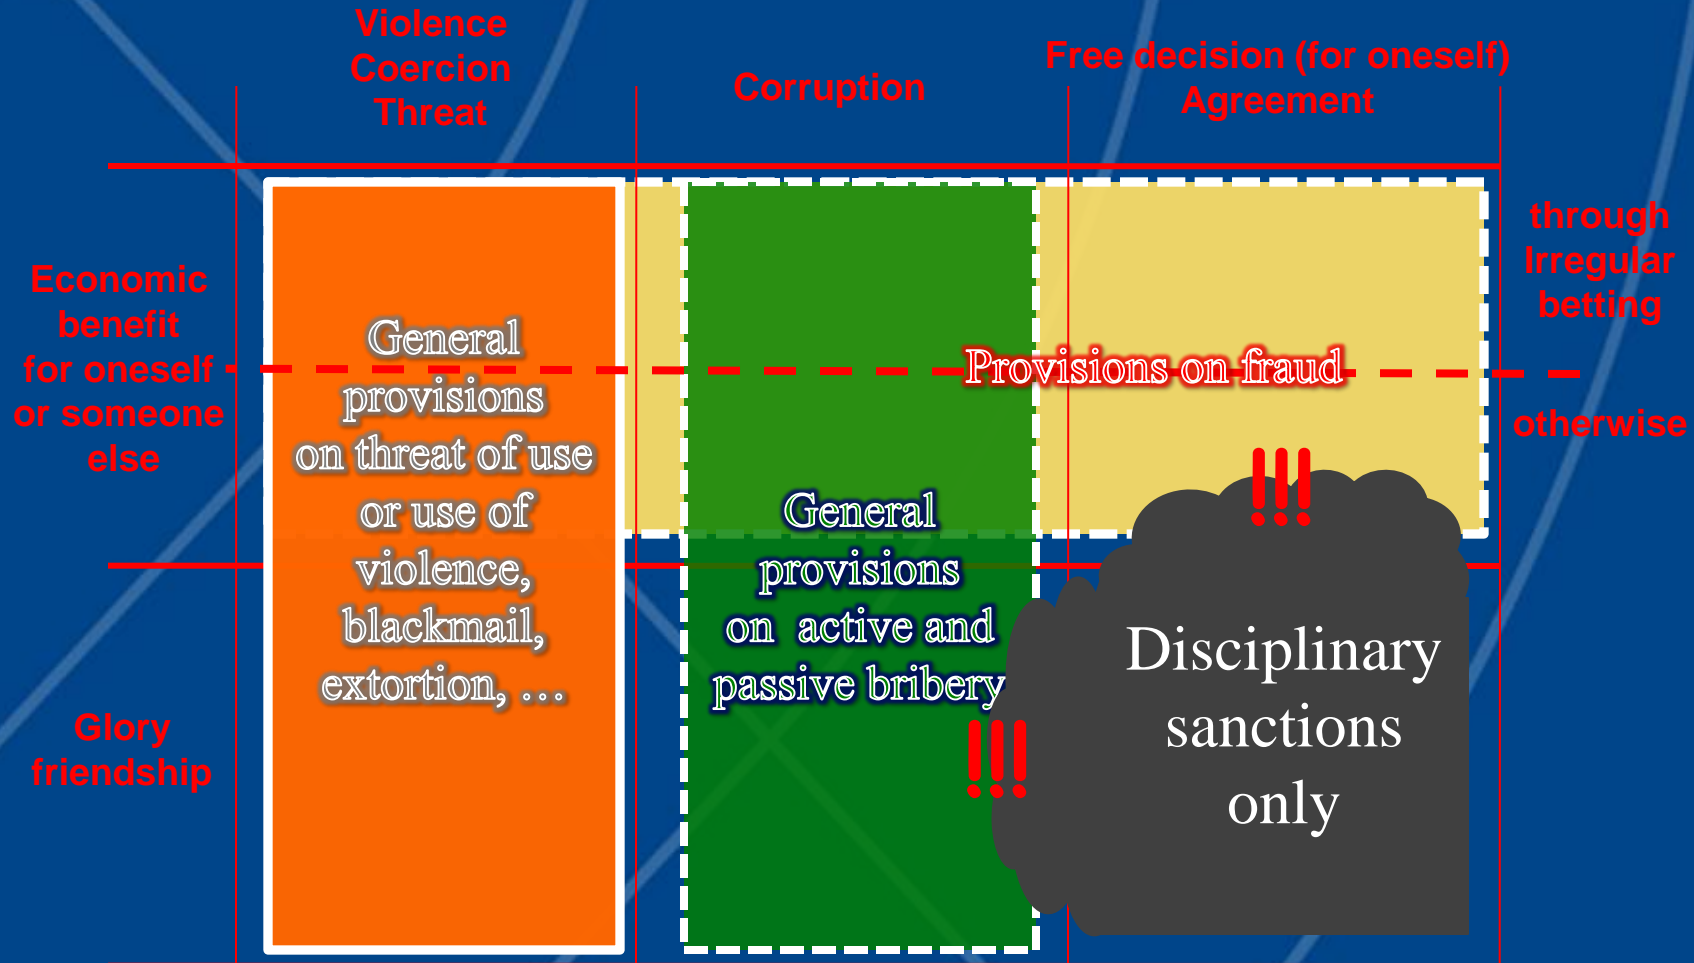 Violence
Coercion
Threat
Corruption
Free decision (for oneself)
Agreement
Economic
benefit
for oneself
or someone
else
Glory
friendship
General
provisions
on threat of use
or use of
violence,
blackmail,
extortion, …
General
provisions
on active and
passive bribery
Provisions on fraud
through
Irregular
betting
otherwise
!!!
!!!
Disciplinary
sanctions
only